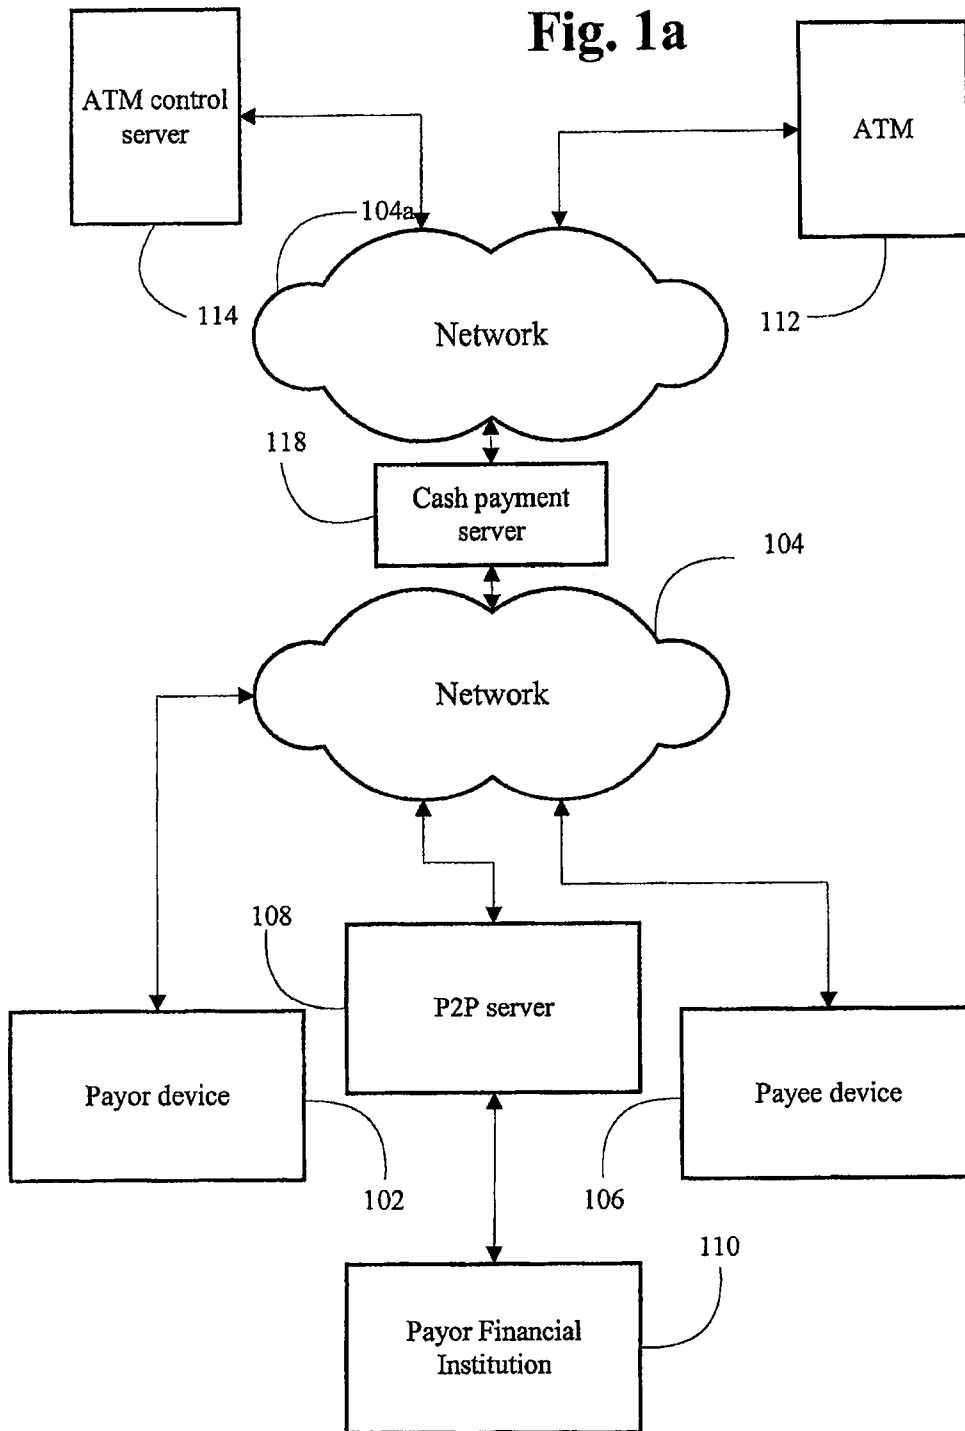 Fig. 1a
ATM control
server
ATM
104a
114
112
Network
118
Cash payment
server
104
Network
108
P2P server
Payor device
Payee device
102
106
110
Payor Financial
Institution